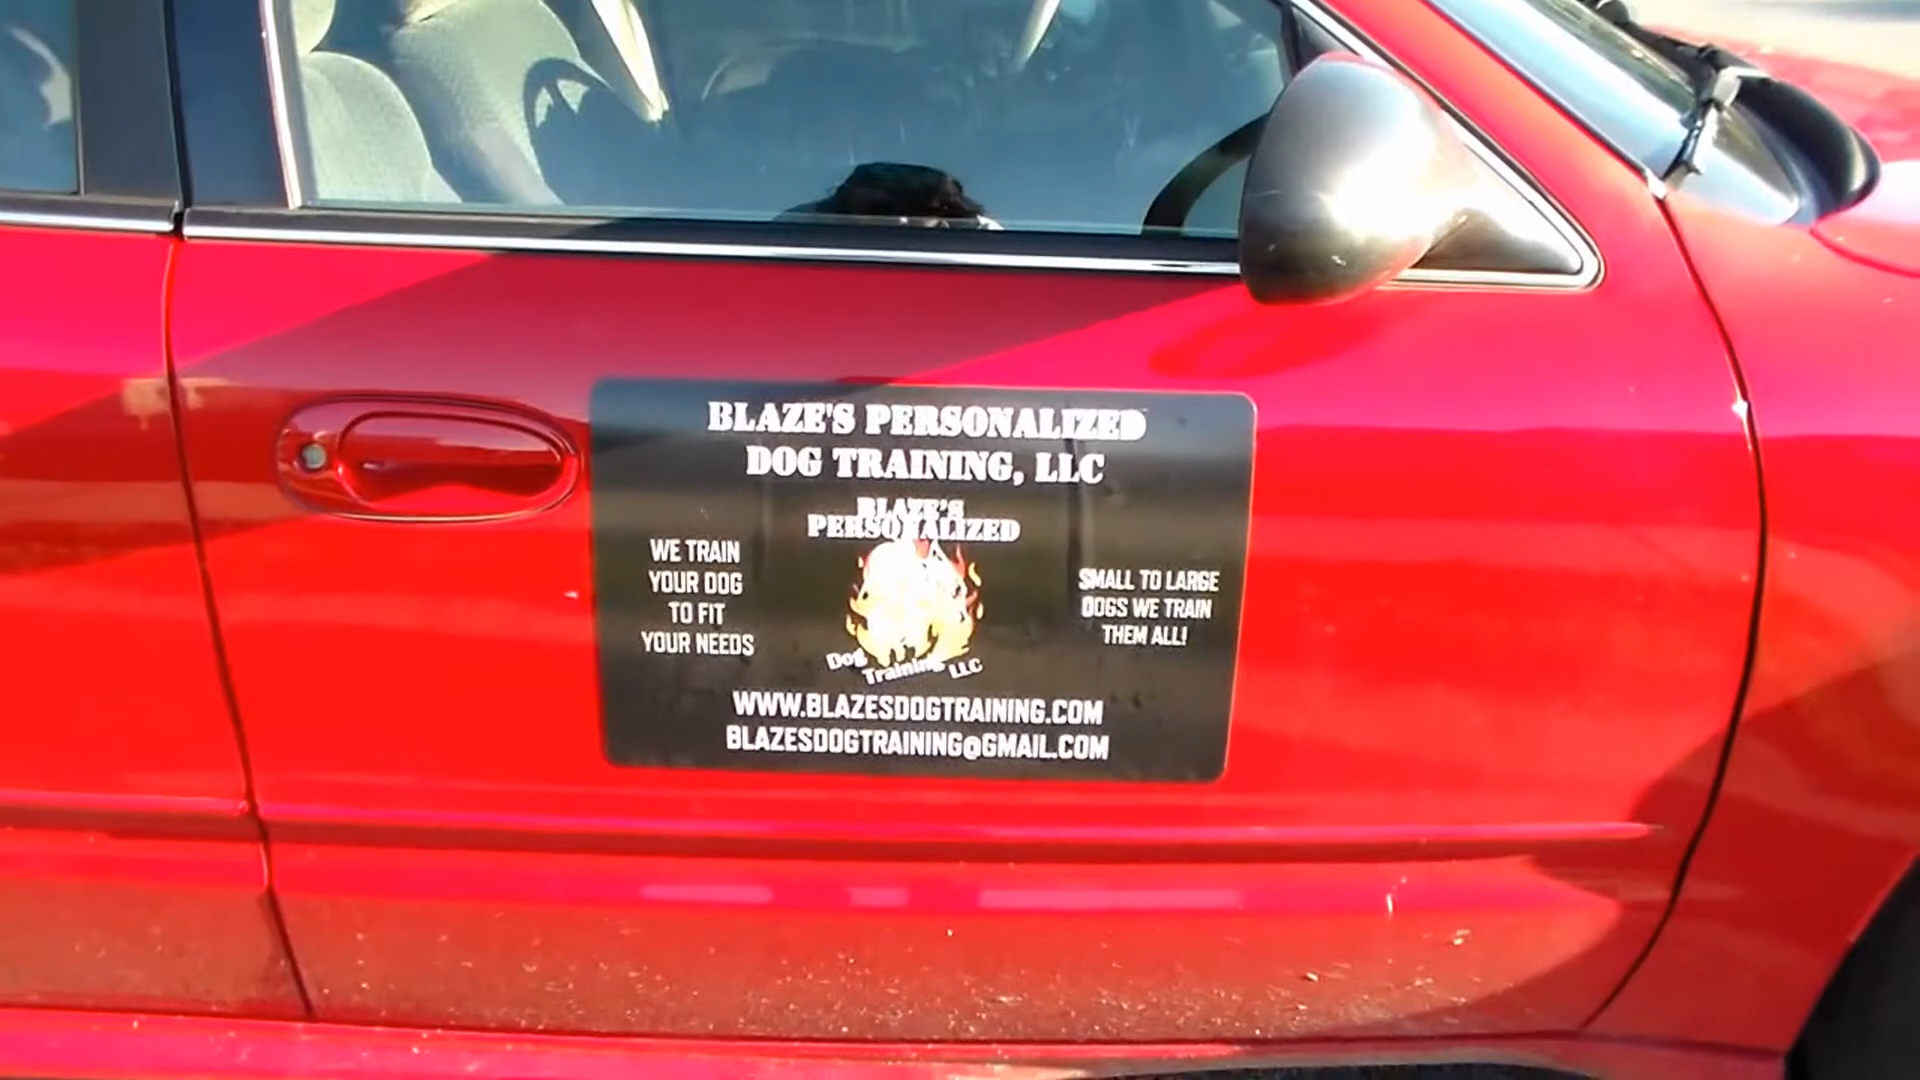 BLAZE'S PERSONALIZED
DOG TRAINING, LLC
BLAZE'S
PERSONALIZED
WE TRAIN
YOUR DOG
TO FIT
YOUR NEEDS
SMALL TO LARGE
DOGS WE TRAIN
THEM ALL!
Dog Training LLC
WWW.BLAZESDOGTRAINING.COM
BLAZESDOGTRAINING@GMAIL.COM